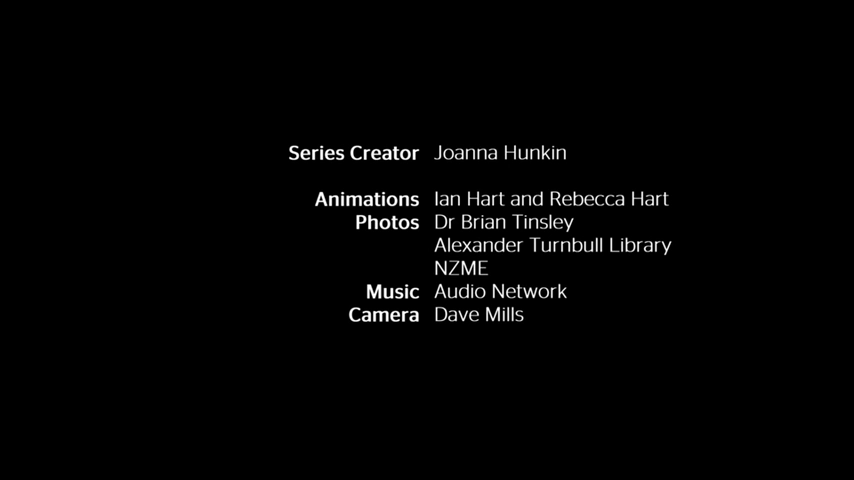 Series Creator Joanna Hunkin
Animations Ian Hart and Rebecca Hart
Photos Dr Brian Tinsley
Alexander Turnbull Library
NZME
Music Audio Network
Camera Dave Mills